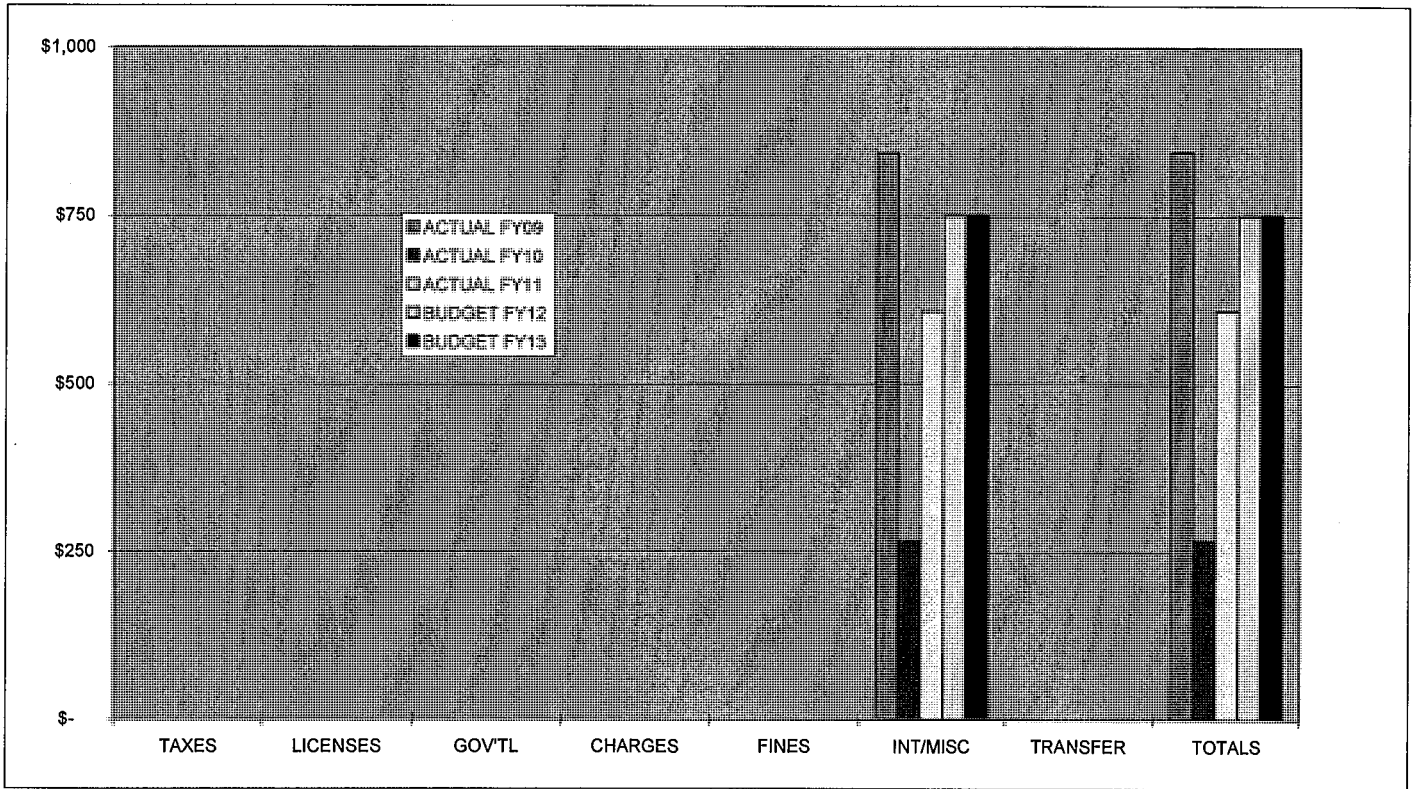 $1,000
$750
$500
$250
$-
ACTUAL FY09
ACTUAL FY10
ACTUAL FY11
BUDGET FY12
BUDGET FY13
TAXES LICENSES GOV'TL CHARGES FINES INT/MISC TRANSFER TOTALS